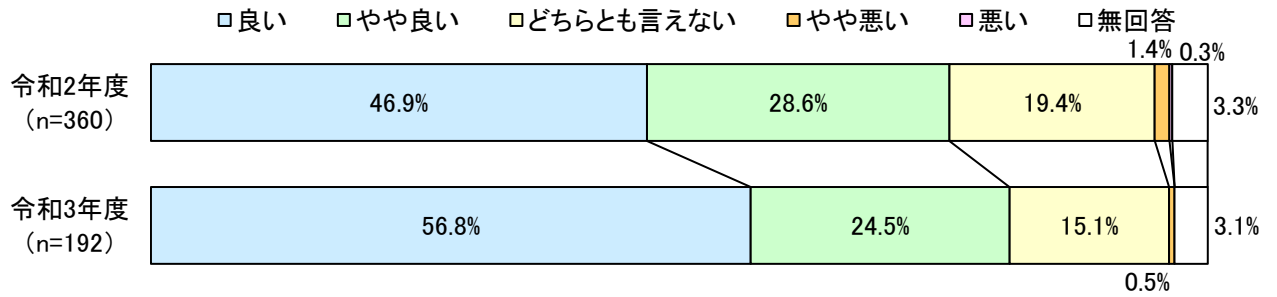 良い やや良い どちらとも言えない やや悪い 悪い 無回答
1.4% 0.3%
令和2年度
（n=360）
46.9% 28.6% 19.4% 3.3%
令和3年度
（n=192）
56.8% 24.5% 15.1% 3.1%
0.5%